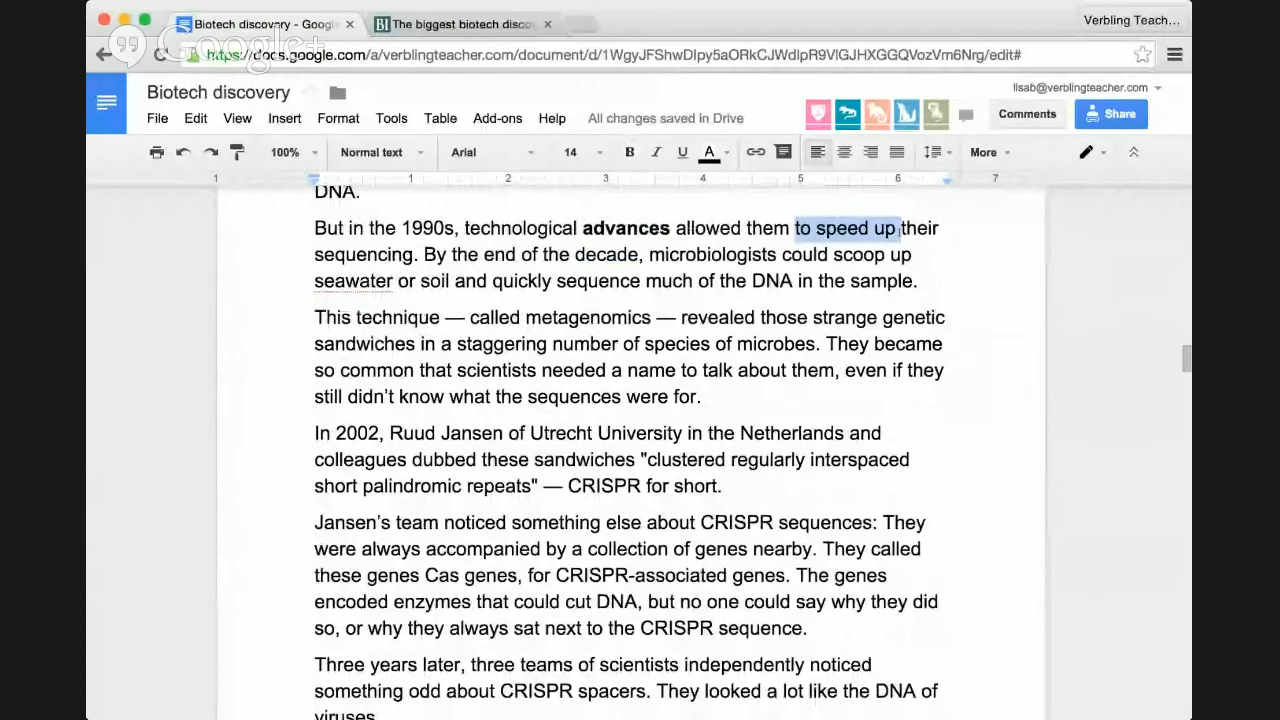 Biotech discovery - Google
The biggest biotech disco
Verbling Teach…
Google+
https://docs.google.com/a/verblingteacher.com/document/d/1WgyJFShwDlpy5aORkCJWdlpR9VlGJHXGGQVozVm6Nrg/edit#
Biotech discovery
lisab@verblingteacher.com
File Edit View Insert Format Tools Table Add-ons Help All changes saved in Drive
Comments
Share
100% Normal text Arial 14 B I U A More
1 1 2 3 4 5 6 7
DNA.
But in the 1990s, technological advances allowed them to speed up their
sequencing. By the end of the decade, microbiologists could scoop up
seawater or soil and quickly sequence much of the DNA in the sample.
This technique — called metagenomics — revealed those strange genetic
sandwiches in a staggering number of species of microbes. They became
so common that scientists needed a name to talk about them, even if they
still didn’t know what the sequences were for.
In 2002, Ruud Jansen of Utrecht University in the Netherlands and
colleagues dubbed these sandwiches "clustered regularly interspaced
short palindromic repeats" — CRISPR for short.
Jansen’s team noticed something else about CRISPR sequences: They
were always accompanied by a collection of genes nearby. They called
these genes Cas genes, for CRISPR-associated genes. The genes
encoded enzymes that could cut DNA, but no one could say why they did
so, or why they always sat next to the CRISPR sequence.
Three years later, three teams of scientists independently noticed
something odd about CRISPR spacers. They looked a lot like the DNA of
viruses.